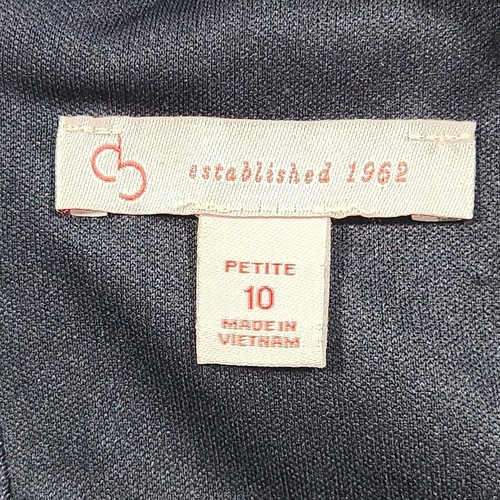 established 1962
PETITE
10
MADE IN
VIETNAM